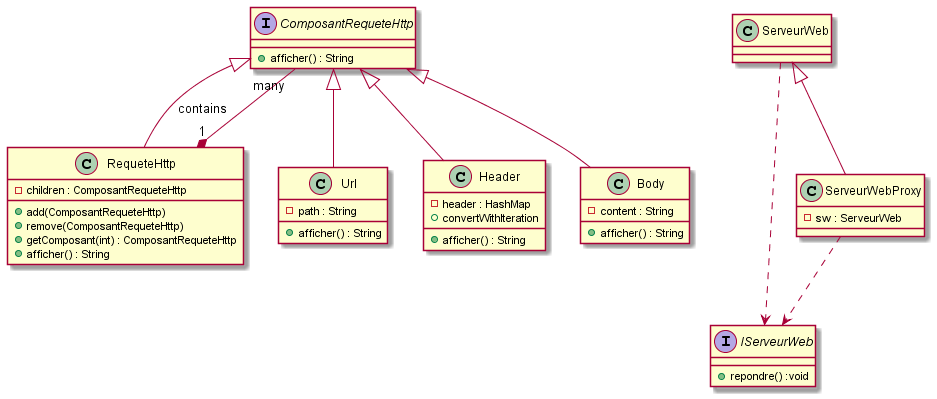 I ComposantRequeteHttp
afficher() : String
contains
many
1
C RequeteHttp
children : ComposantRequeteHttp
add(ComposantRequeteHttp)
remove(ComposantRequeteHttp)
getComposant(int) : ComposantRequeteHttp
afficher() : String
C Url
path : String
afficher() : String
C Header
header : HashMap
convertWithIteration
afficher() : String
C Body
content : String
afficher() : String
C ServeurWeb
C ServeurWebProxy
sw : ServeurWeb
I IServeurWeb
repondre() :void